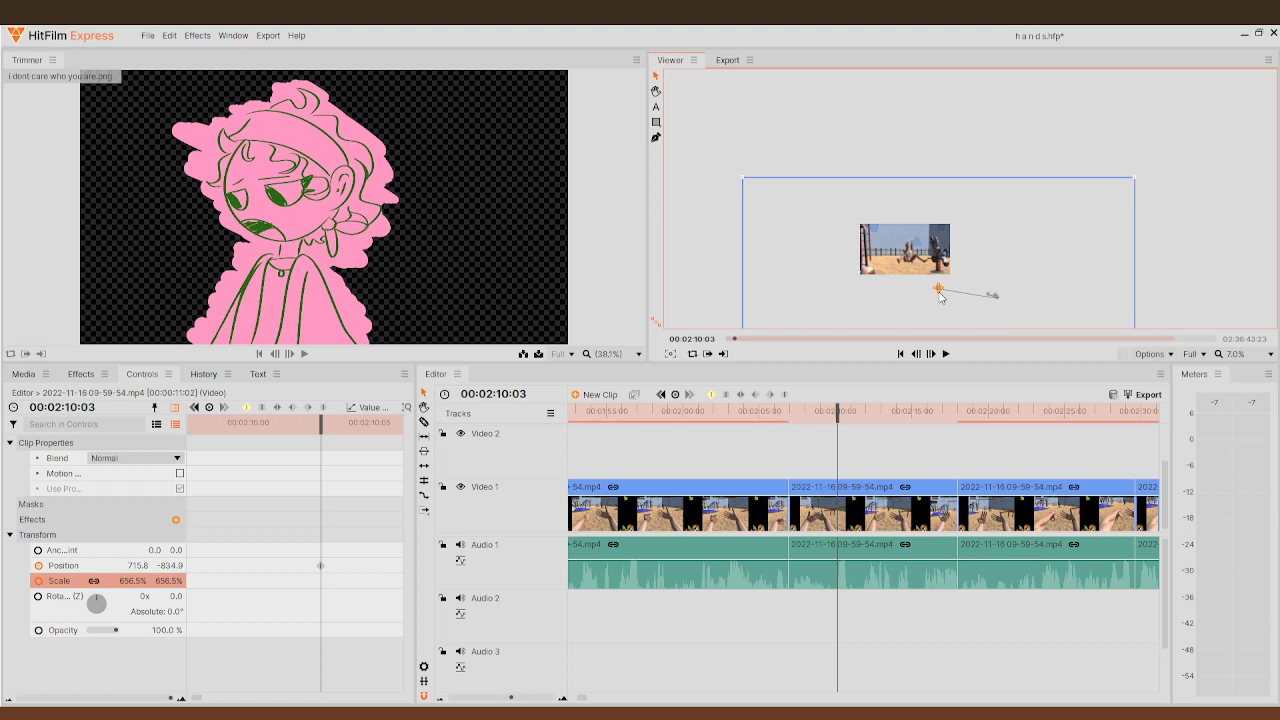 HitFilm Express File Edit Effects Window Export Help h a n d s.hfp*
Trimmer
i dont care who you are.png
Full (38.1%)
Viewer Export
00:02:10:03 02:36:43:23
Options Full 7.0%
Media Effects Controls History Text
Editor > 2022-11-16 09-59-54.mp4 [00:00:11:02] (Video)
00:02:10:03 Value ...
Search in Controls 00:02:10:00 00:02:10:05
Clip Properties
Blend Normal
Motion ...
Use Pro...
Masks
Effects
Transform
Anc...int 0.0 0.0
Position 715.8 -834.9
Scale 656.5% 656.5%
Rota... (Z) 0x 0.0
Absolute: 0.0°
Opacity 100.0 %
Editor
00:02:10:03 New Clip Export
Tracks 00:01:55:00 00:02:00:00 00:02:05:00 00:02:10:00 00:02:15:00 00:02:20:00 00:02:25:00 00:02:30:0
Video 2
Video 1 -54.mp4 2022-11-16 09-59-54.mp4 2022-11-16 09-59-54.mp4 2022
Audio 1 -54.mp4 2022-11-16 09-59-54.mp4 2022-11-16 09-59-54.mp4
Audio 2
Audio 3
Meters
-7 -7
6
0
-6
-12
-18
-24
-30
-36
-42
-48
-54